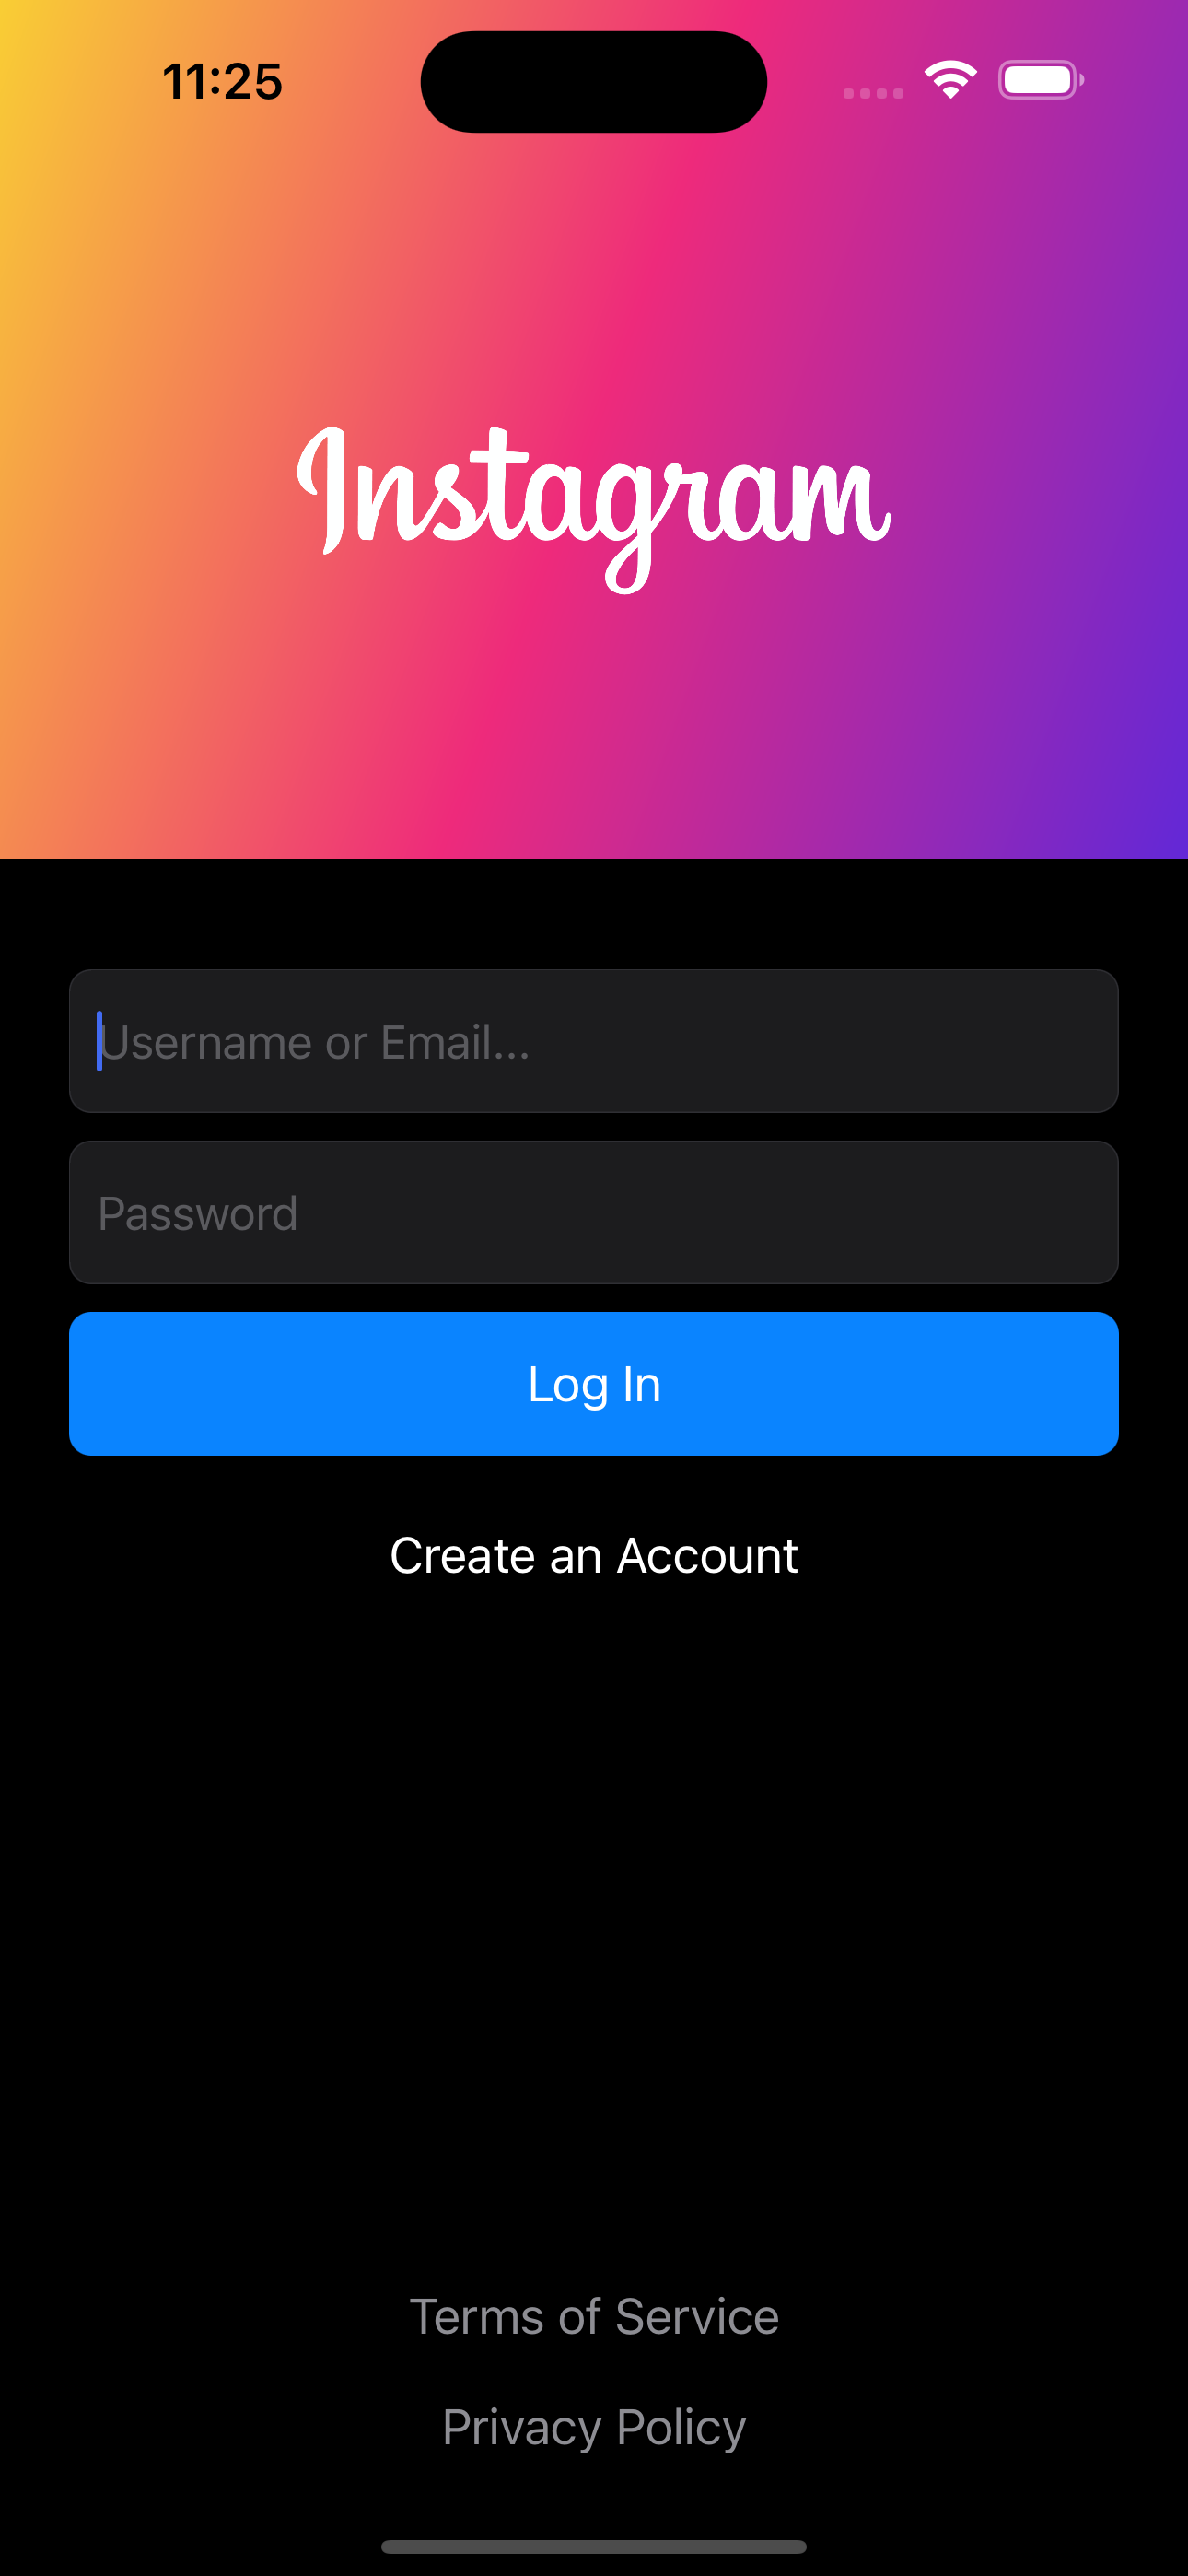 11:25
Instagram
Username or Email...
Password
Log In
Create an Account
Terms of Service
Privacy Policy